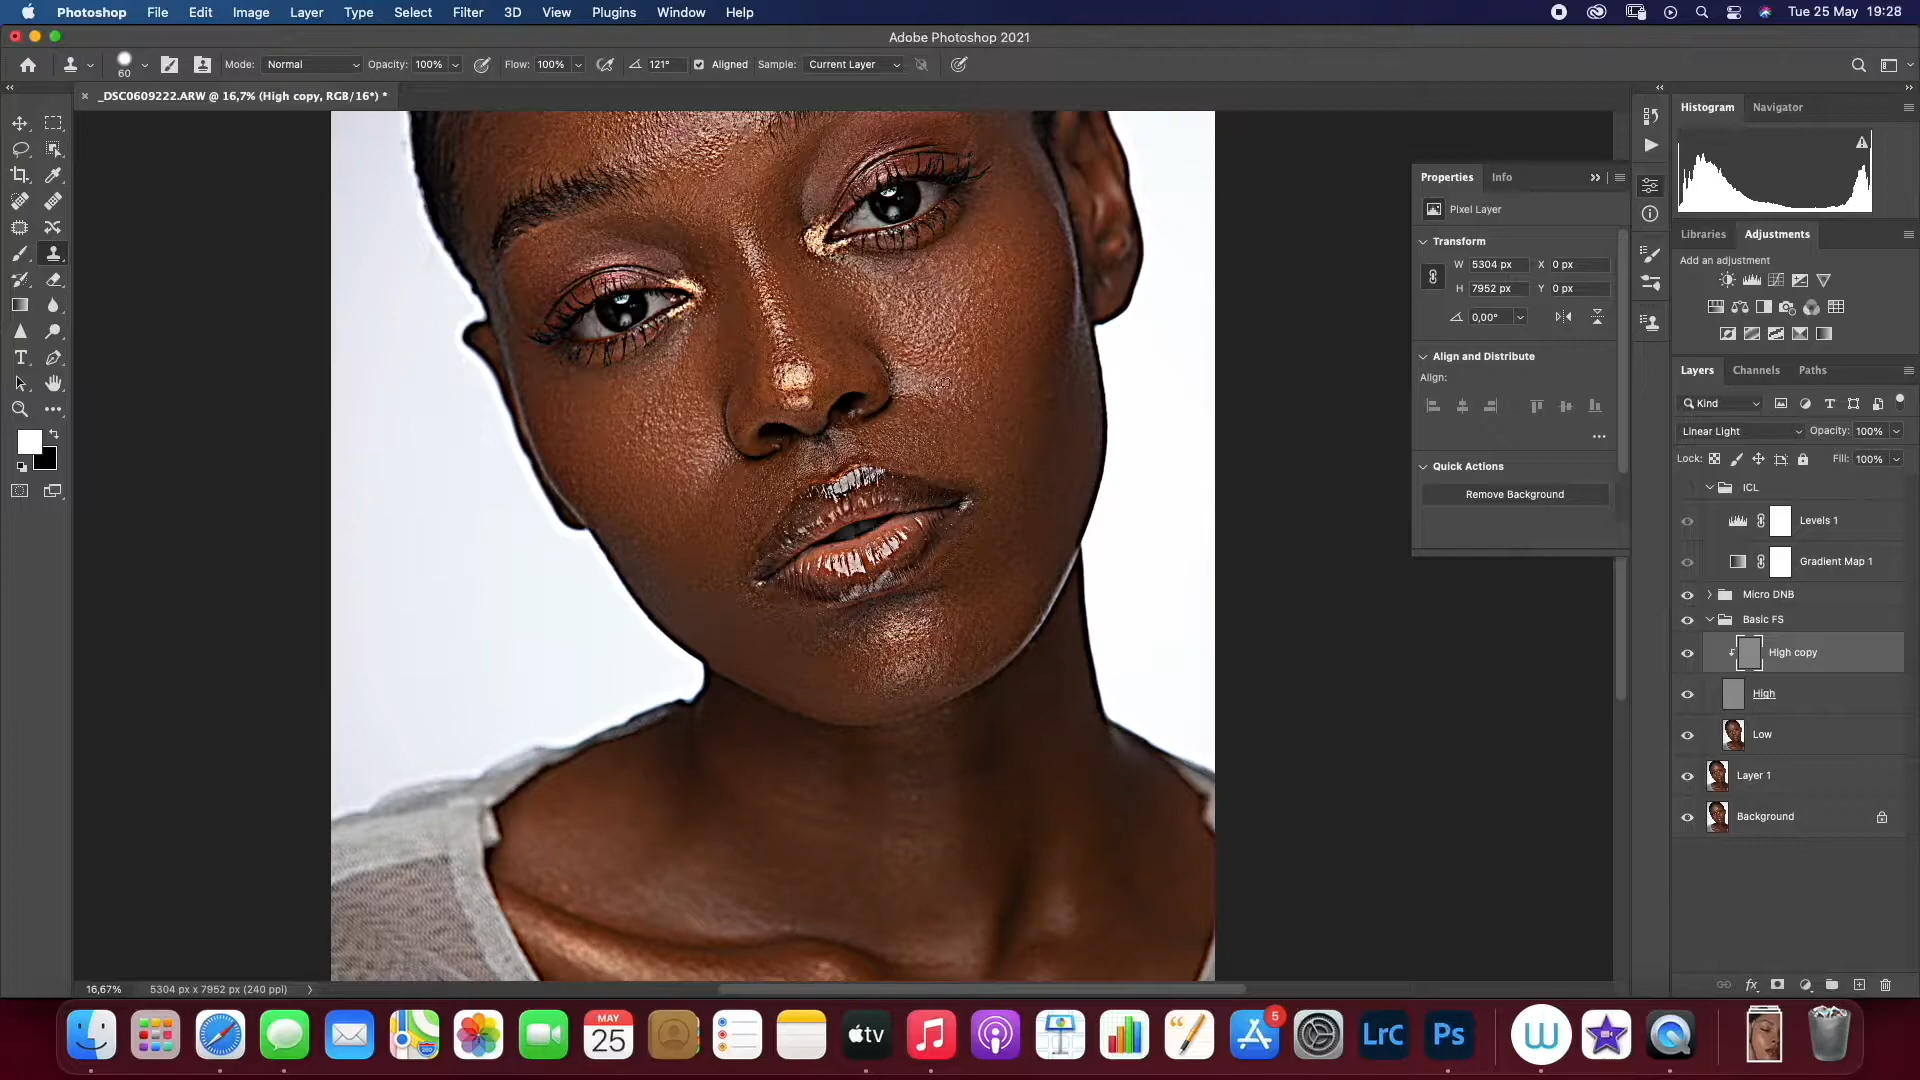 Photoshop File Edit Image Layer Type Select Filter 3D View Plugins Window Help Tue 25 May 19:28
Adobe Photoshop 2021
60 Mode: Normal Opacity: 100% Flow: 100% 121° Aligned Sample: Current Layer
× _DSC0609222.ARW @ 16,7% (High copy, RGB/16*) *
Histogram Navigator
Properties Info
Pixel Layer
Transform
W 5304 px X 0 px
H 7952 px Y 0 px
0,00°
Align and Distribute
Align:
Quick Actions
Remove Background
Libraries Adjustments
Add an adjustment
Layers Channels Paths
Kind
Linear Light Opacity: 100%
Lock: Fill: 100%
ICL
Levels 1
Gradient Map 1
Micro DNB
Basic FS
High copy
High
Low
Layer 1
Background
16,67% 5304 px x 7952 px (240 ppi)
MAY
25
tv
5
LrC
Ps
W